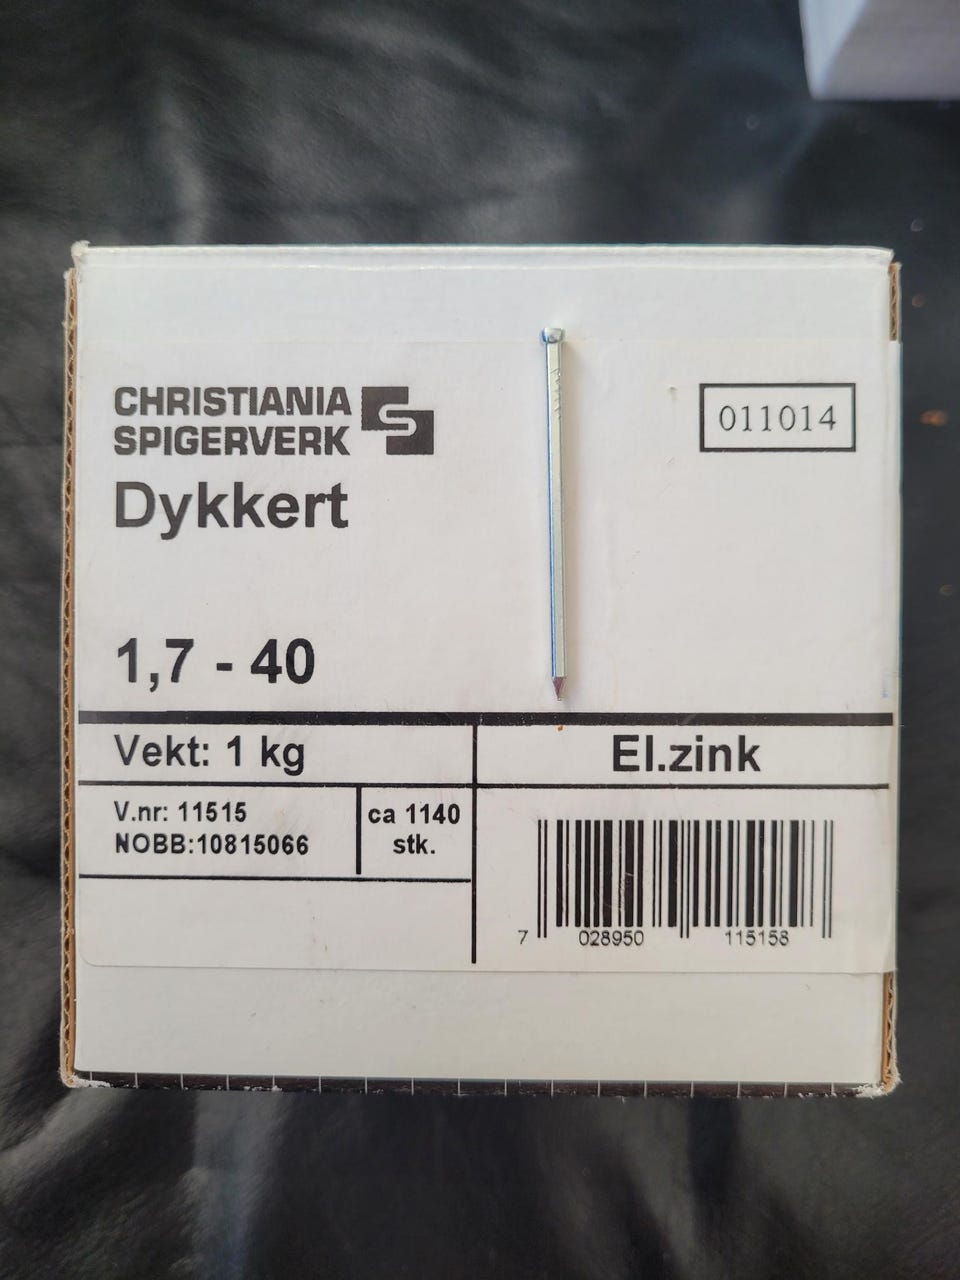 CHRISTIANIA
SPIGERVERK
011014
Dykkert
1,7 - 40
Vekt: 1 kg
El.zink
V.nr: 11515
NOBB:10815066
ca 1140
stk.
7 028950 115158